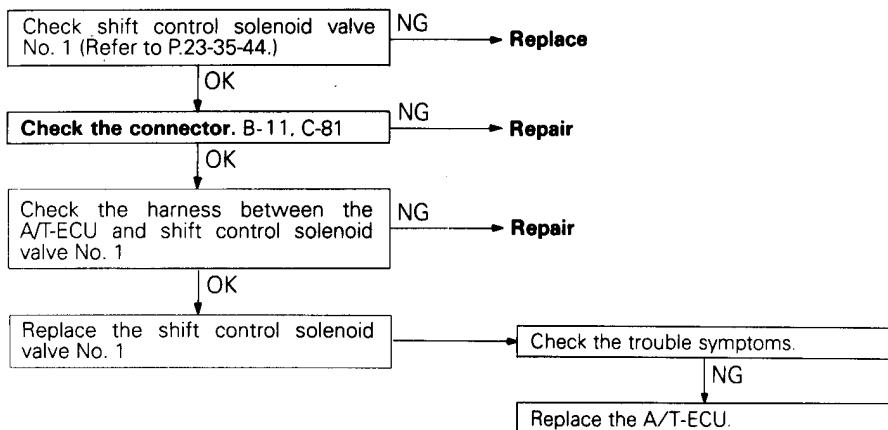 Check shift control solenoid valve
No. 1 (Refer to P.23-35-44.)
NG
Replace
OK
Check the connector. B-11, C-81
NG
Repair
OK
Check the harness between the
A/T-ECU and shift control solenoid
valve No. 1
NG
Repair
OK
Replace the shift control solenoid
valve No. 1
Check the trouble symptoms.
NG
Replace the A/T-ECU.